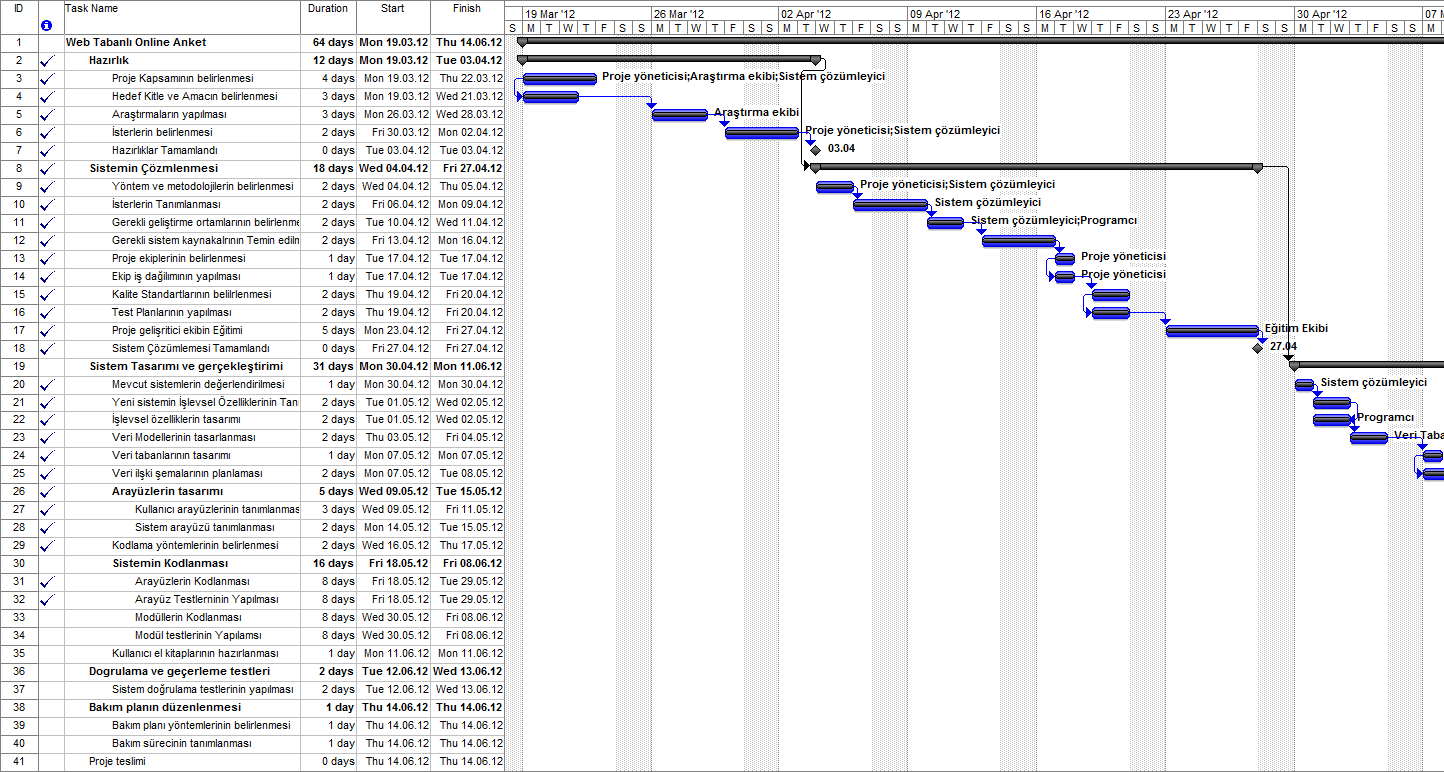 ID Task Name Duration Start Finish
19 Mar '12 26 Mar '12 02 Apr '12 09 Apr '12 16 Apr '12 23 Apr '12 30 Apr '12 07 M
S M T W T F S S M T W T F S S M T W T F S S M T W T F S S M T W T F S S M T W T F S S M T W T F S S M
1 Web Tabanlı Online Anket 64 days Mon 19.03.12 Thu 14.06.12
2 Hazırlık 12 days Mon 19.03.12 Tue 03.04.12
3 Proje Kapsamının belirlenmesi 4 days Mon 19.03.12 Thu 22.03.12 Proje yöneticisi;Araştırma ekibi;Sistem çözümleyici
4 Hedef Kitle ve Amacın belirlenmesi 3 days Mon 19.03.12 Wed 21.03.12
5 Araştırmaların yapılması 3 days Mon 26.03.12 Wed 28.03.12 Araştırma ekibi
6 İsterlerin belirlenmesi 2 days Fri 30.03.12 Mon 02.04.12 Proje yöneticisi;Sistem çözümleyici
7 Hazırlıklar Tamamlandı 0 days Tue 03.04.12 Tue 03.04.12 03.04
8 Sistemin Çözmlenmesi 18 days Wed 04.04.12 Fri 27.04.12
9 Yöntem ve metodolojilerin belirlenmesi 2 days Wed 04.04.12 Thu 05.04.12 Proje yöneticisi;Sistem çözümleyici
10 İsterlerin Tanımlanması 2 days Fri 06.04.12 Mon 09.04.12 Sistem çözümleyici
11 Gerekli geliştirme ortamlarının belirlenme 2 days Tue 10.04.12 Wed 11.04.12 Sistem çözümleyici;Programcı
12 Gerekli sistem kaynakalrının Temin edilm 2 days Fri 13.04.12 Mon 16.04.12
13 Proje ekiplerinin belirlenmesi 1 day Tue 17.04.12 Tue 17.04.12 Proje yöneticisi
14 Ekip iş dağılımının yapılması 1 day Tue 17.04.12 Tue 17.04.12 Proje yöneticisi
15 Kalite Standartlarının belilrlenmesi 2 days Thu 19.04.12 Fri 20.04.12
16 Test Planlarının yapılması 2 days Thu 19.04.12 Fri 20.04.12
17 Proje gelişritici ekibin Eğitimi 5 days Mon 23.04.12 Fri 27.04.12 Eğitim Ekibi
18 Sistem Çözümlemesi Tamamlandı 0 days Fri 27.04.12 Fri 27.04.12 27.04
19 Sistem Tasarımı ve gerçekleştirimi 31 days Mon 30.04.12 Mon 11.06.12
20 Mevcut sistemlerin değerlendirilmesi 1 day Mon 30.04.12 Mon 30.04.12 Sistem çözümleyici
21 Yeni sistemin İşlevsel Özelliklerinin Tan 2 days Tue 01.05.12 Wed 02.05.12
22 İşlevsel özelliklerin tasarımı 2 days Tue 01.05.12 Wed 02.05.12 Programcı
23 Veri Modellerinin tasarlanması 2 days Thu 03.05.12 Fri 04.05.12 Veri Taba
24 Veri tabanlarının tasarımı 1 day Mon 07.05.12 Mon 07.05.12
25 Veri ilşki şemalarının planlaması 2 days Mon 07.05.12 Tue 08.05.12
26 Arayüzlerin tasarımı 5 days Wed 09.05.12 Tue 15.05.12
27 Kullanıcı arayüzlerinin tanımlanmas 3 days Wed 09.05.12 Fri 11.05.12
28 Sistem arayüzü tanımlanması 2 days Mon 14.05.12 Tue 15.05.12
29 Kodlama yöntemlerinin belirlenmesi 2 days Wed 16.05.12 Thu 17.05.12
30 Sistemin Kodlanması 16 days Fri 18.05.12 Fri 08.06.12
31 Arayüzlerin Kodlanması 8 days Fri 18.05.12 Tue 29.05.12
32 Arayüz Testlerninin Yapılması 8 days Fri 18.05.12 Tue 29.05.12
33 Modüllerin Kodlanması 8 days Wed 30.05.12 Fri 08.06.12
34 Modül testlerinin Yapılamsı 8 days Wed 30.05.12 Fri 08.06.12
35 Kullanıcı el kitaplarının hazırlanması 1 day Mon 11.06.12 Mon 11.06.12
36 Dogrulama ve geçerleme testleri 2 days Tue 12.06.12 Wed 13.06.12
37 Sistem doğrulama testlerinin yapılması 2 days Tue 12.06.12 Wed 13.06.12
38 Bakım planın düzenlenmesi 1 day Thu 14.06.12 Thu 14.06.12
39 Bakım planı yöntemlerinin belirlenmesi 1 day Thu 14.06.12 Thu 14.06.12
40 Bakım sürecinin tanımlanması 1 day Thu 14.06.12 Thu 14.06.12
41 Proje teslimi 0 days Thu 14.06.12 Thu 14.06.12